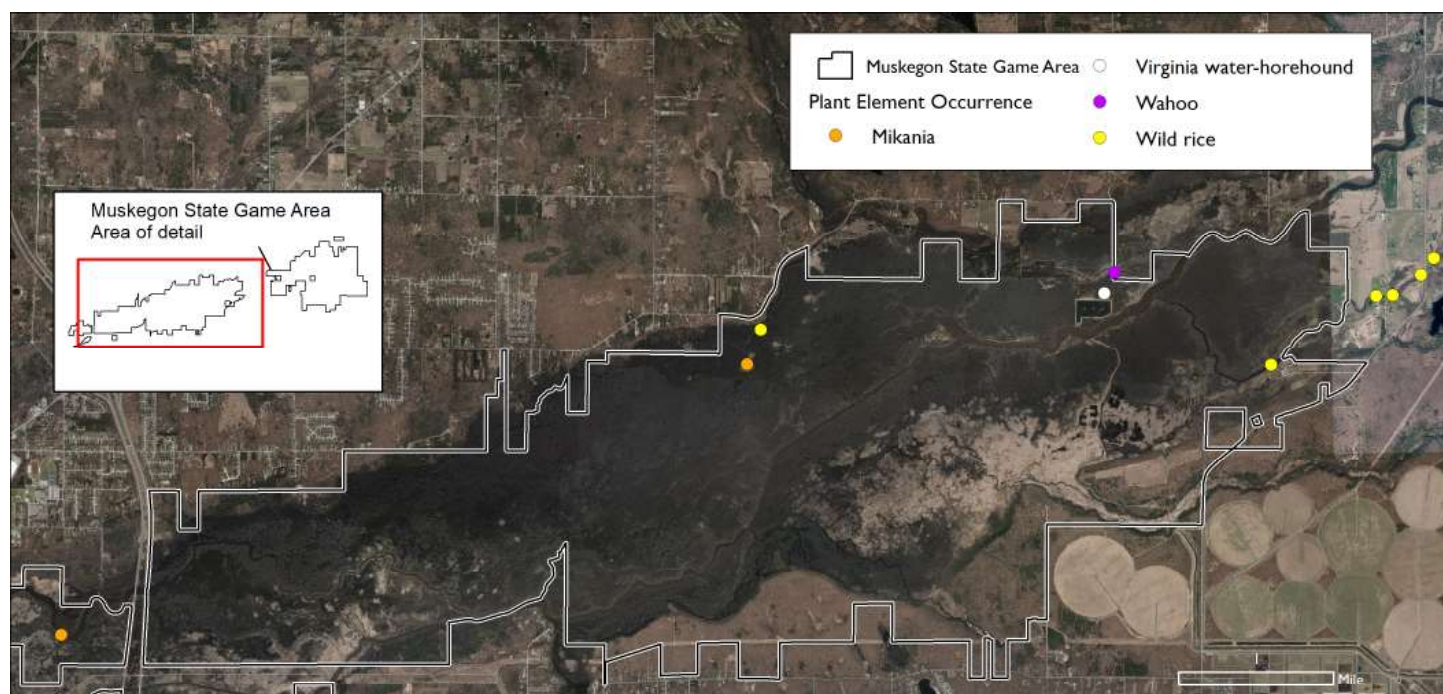 Muskegon State Game Area
Plant Element Occurrence
Mikania
Virginia water-horehound
Wahoo
Wild rice
Muskegon State Game Area
Area of detail
1
Mile